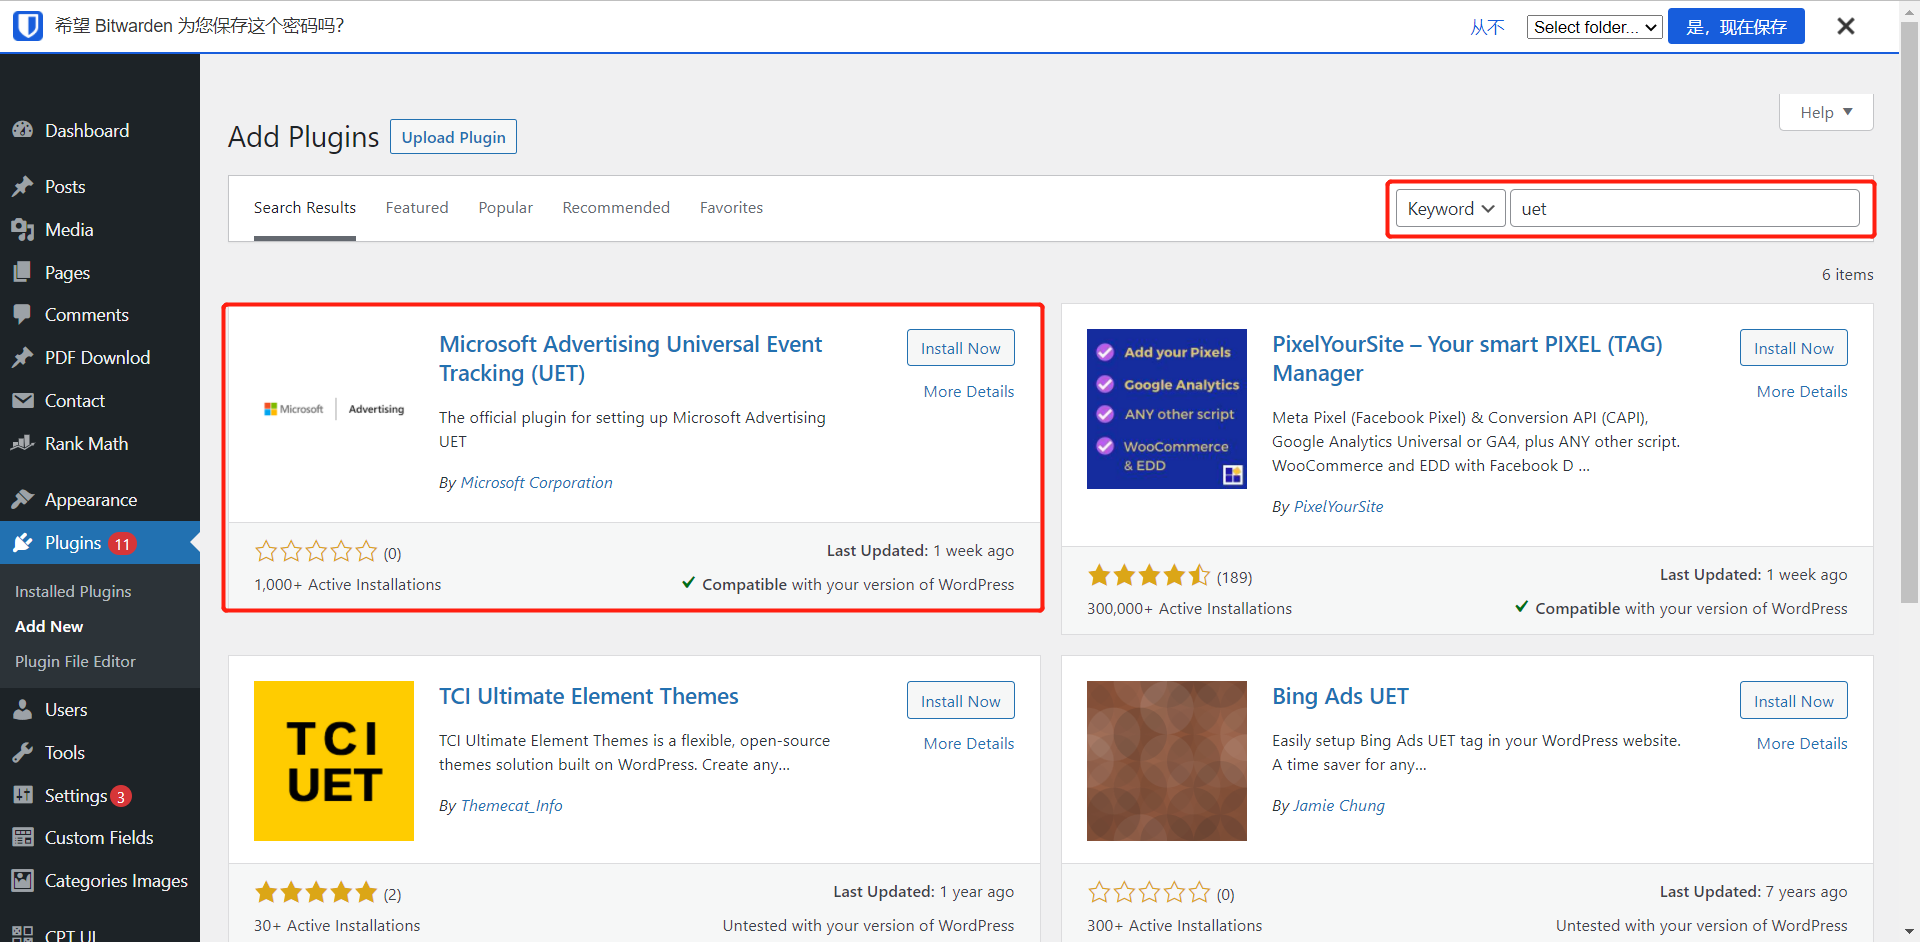 希望 Bitwarden 为您保存这个密码吗?
从不
Select folder...
是，现在保存
Dashboard
Posts
Media
Pages
Comments
PDF Downlod
Contact
Rank Math
Appearance
Plugins 11
Installed Plugins
Add New
Plugin File Editor
Users
Tools
Settings 3
Custom Fields
Categories Images
CPT UI
Help
Add Plugins
Upload Plugin
Search Results
Featured
Popular
Recommended
Favorites
Keyword
uet
6 items
Microsoft Advertising
Microsoft Advertising Universal Event
Tracking (UET)
Install Now
More Details
The official plugin for setting up Microsoft Advertising
UET
By Microsoft Corporation
(0)
Last Updated: 1 week ago
1,000+ Active Installations
Compatible with your version of WordPress
Add your Pixels
Google Analytics
ANY other script
WooCommerce
& EDD
PixelYourSite – Your smart PIXEL (TAG)
Manager
Install Now
More Details
Meta Pixel (Facebook Pixel) & Conversion API (CAPI),
Google Analytics Universal or GA4, plus ANY other script.
WooCommerce and EDD with Facebook D ...
By PixelYourSite
(189)
Last Updated: 1 week ago
300,000+ Active Installations
Compatible with your version of WordPress
TCI
UET
TCI Ultimate Element Themes
Install Now
More Details
TCI Ultimate Element Themes is a flexible, open-source
themes solution built on WordPress. Create any...
By Themecat_Info
(2)
Last Updated: 1 year ago
30+ Active Installations
Untested with your version of WordPress
Bing Ads UET
Install Now
More Details
Easily setup Bing Ads UET tag in your WordPress website.
A time saver for any...
By Jamie Chung
(0)
Last Updated: 7 years ago
300+ Active Installations
Untested with your version of WordPress